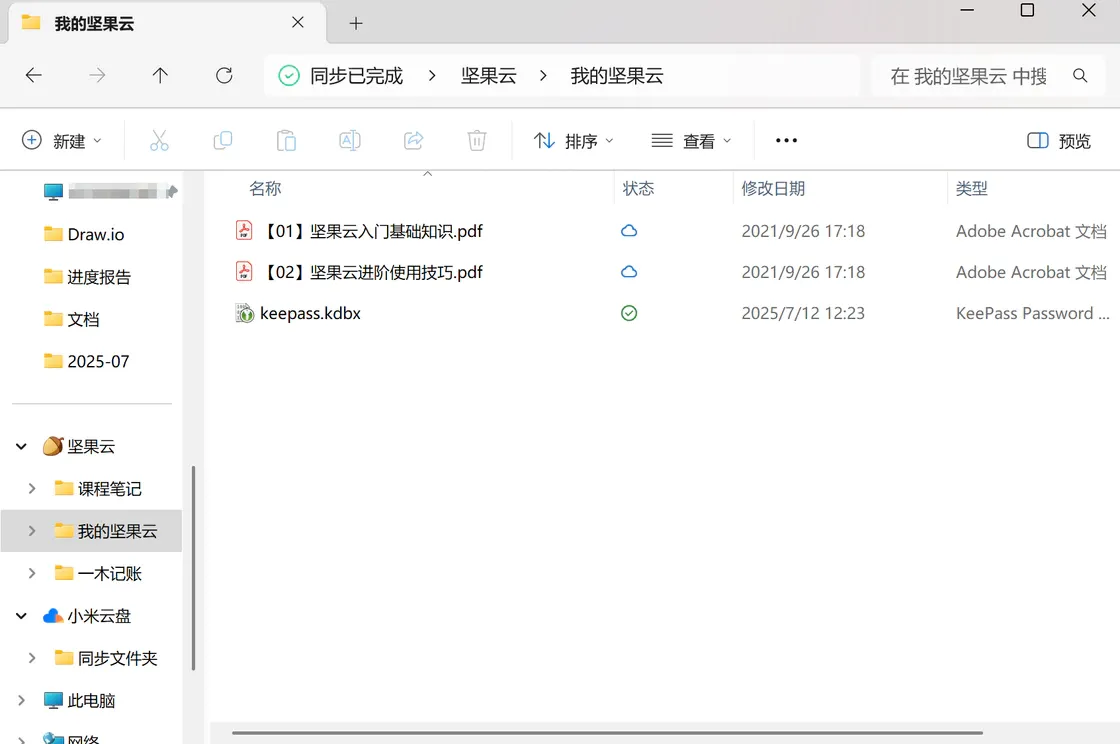 我的坚果云
同步已完成 > 坚果云 > 我的坚果云
在 我的坚果云 中搜
新建 排序 查看 预览
名称 状态 修改日期 类型
【01】坚果云入门基础知识.pdf 2021/9/26 17:18 Adobe Acrobat 文档
【02】坚果云进阶使用技巧.pdf 2021/9/26 17:18 Adobe Acrobat 文档
keepass.kdbx 2025/7/12 12:23 KeePass Password ...
Draw.io
进度报告
文档
2025-07
坚果云
课程笔记
我的坚果云
一木记账
小米云盘
同步文件夹
此电脑
网络